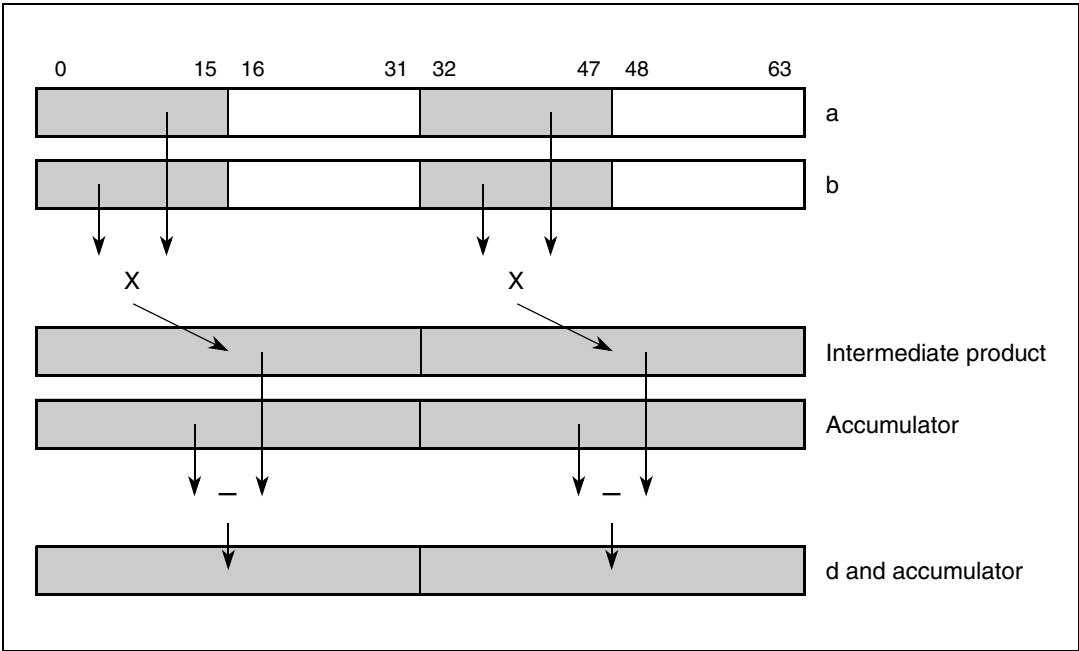 0 15 16 31 32 47 48 63
a
b
X X
Intermediate product
Accumulator
– –
d and accumulator